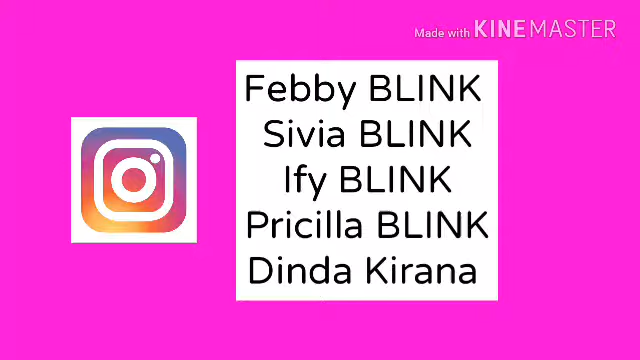 Made with KINEMASTER
Febby BLINK
Sivia BLINK
Ify BLINK
Pricilla BLINK
Dinda Kirana